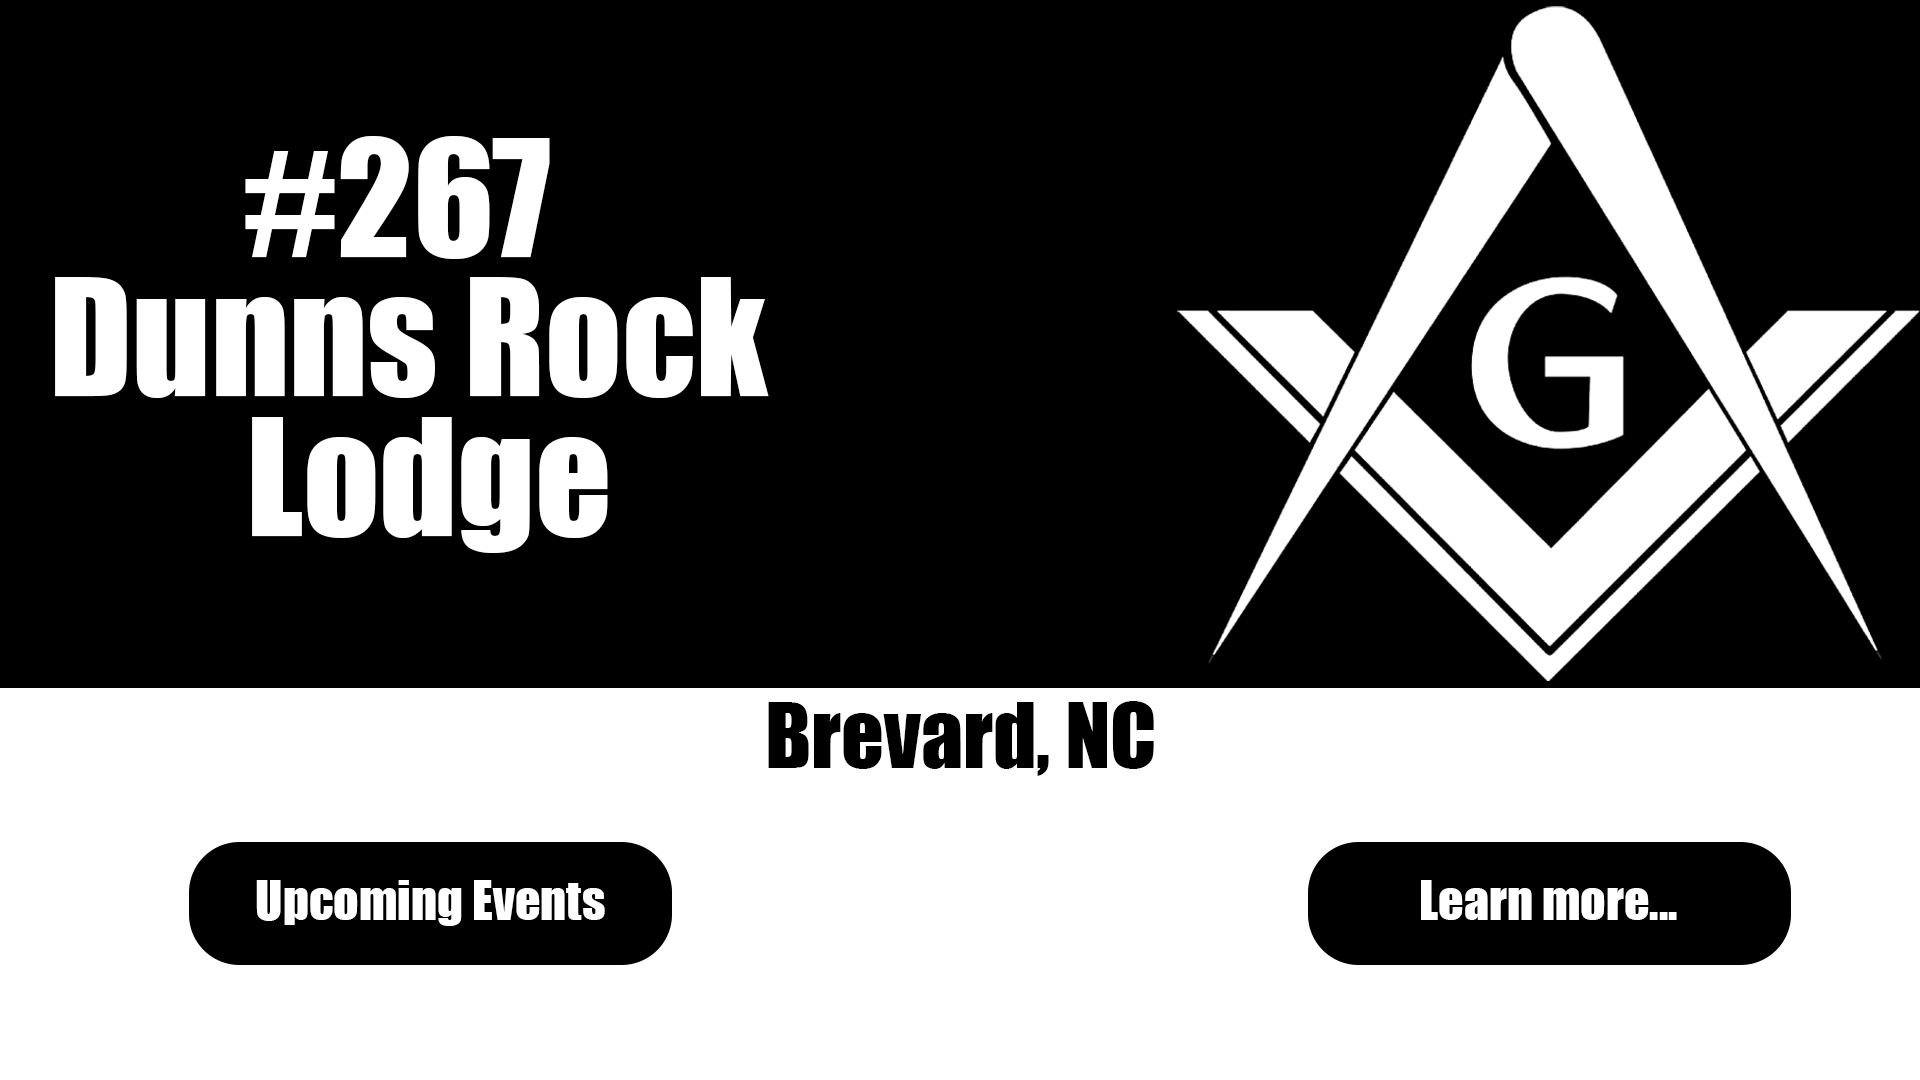 #267
Dunns Rock
Lodge
G
Brevard, NC
Upcoming Events
Learn more...